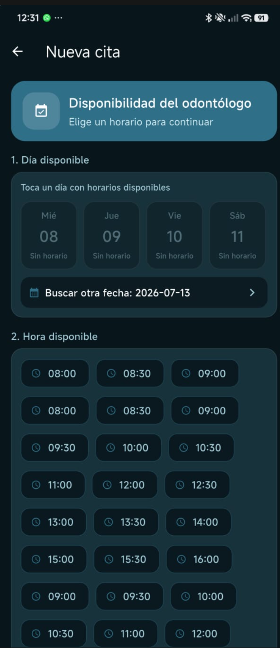 12:31 ...
91
Nueva cita
Disponibilidad del odontólogo
Elige un horario para continuar
1. Día disponible
Toca un día con horarios disponibles
Mié Jue Vie Sáb
08 09 10 11
Sin horario Sin horario Sin horario Sin horario
Buscar otra fecha: 2026-07-13
2. Hora disponible
08:00 08:30 09:00
08:00 08:30 09:00
09:30 10:00 10:30
11:00 12:00 12:30
13:00 13:30 14:00
15:00 15:30 16:00
09:00 09:30 10:00
10:30 11:00 12:00